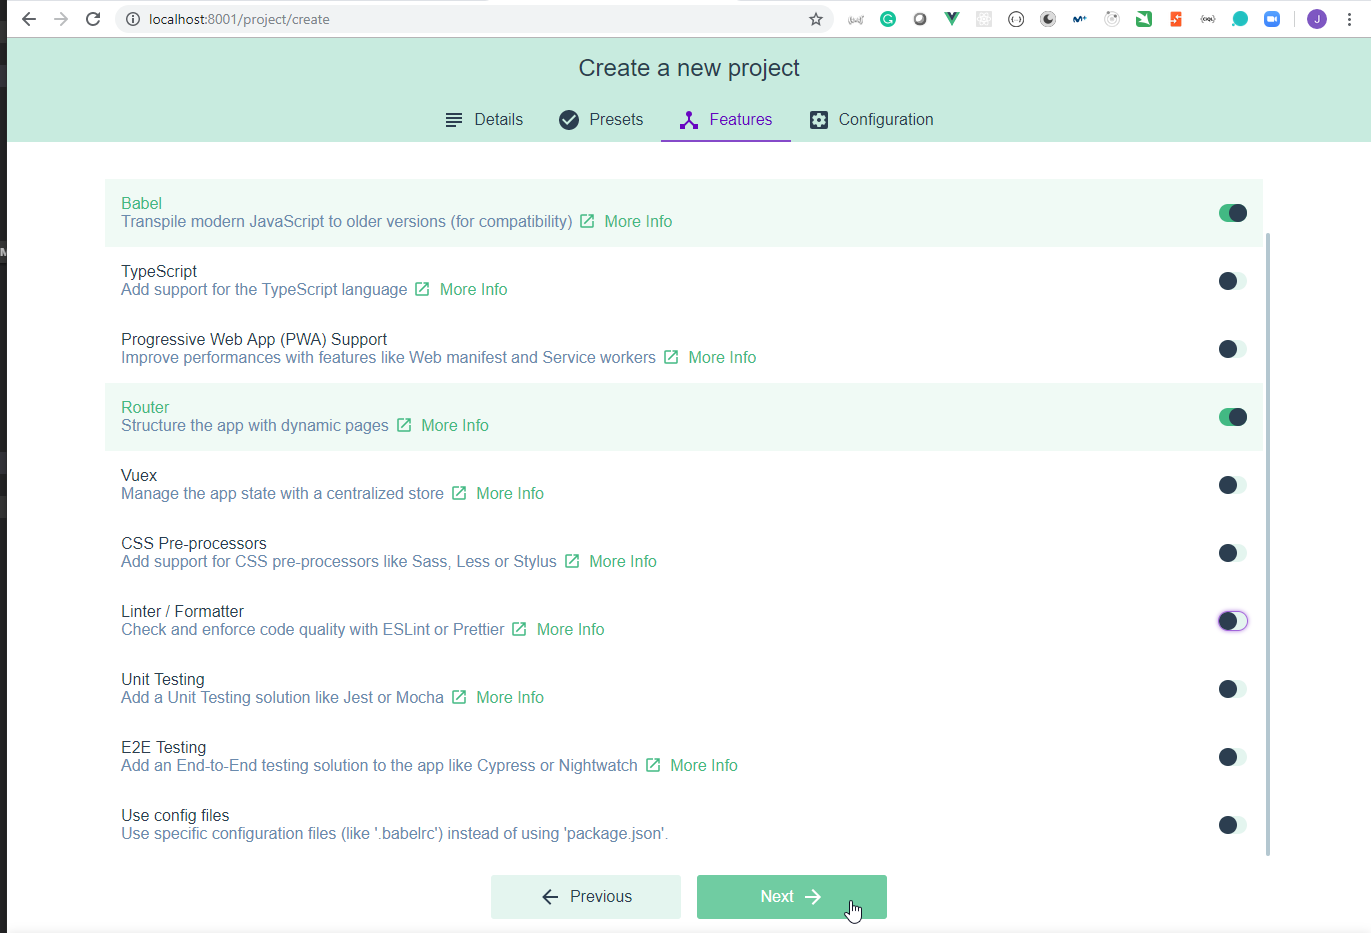 localhost:8001/project/create
J
Create a new project
Details Presets Features Configuration
Babel
Transpile modern JavaScript to older versions (for compatibility) More Info
TypeScript
Add support for the TypeScript language More Info
Progressive Web App (PWA) Support
Improve performances with features like Web manifest and Service workers More Info
Router
Structure the app with dynamic pages More Info
Vuex
Manage the app state with a centralized store More Info
CSS Pre-processors
Add support for CSS pre-processors like Sass, Less or Stylus More Info
Linter / Formatter
Check and enforce code quality with ESLint or Prettier More Info
Unit Testing
Add a Unit Testing solution like Jest or Mocha More Info
E2E Testing
Add an End-to-End testing solution to the app like Cypress or Nightwatch More Info
Use config files
Use specific configuration files (like '.babelrc') instead of using 'package.json'.
Previous Next